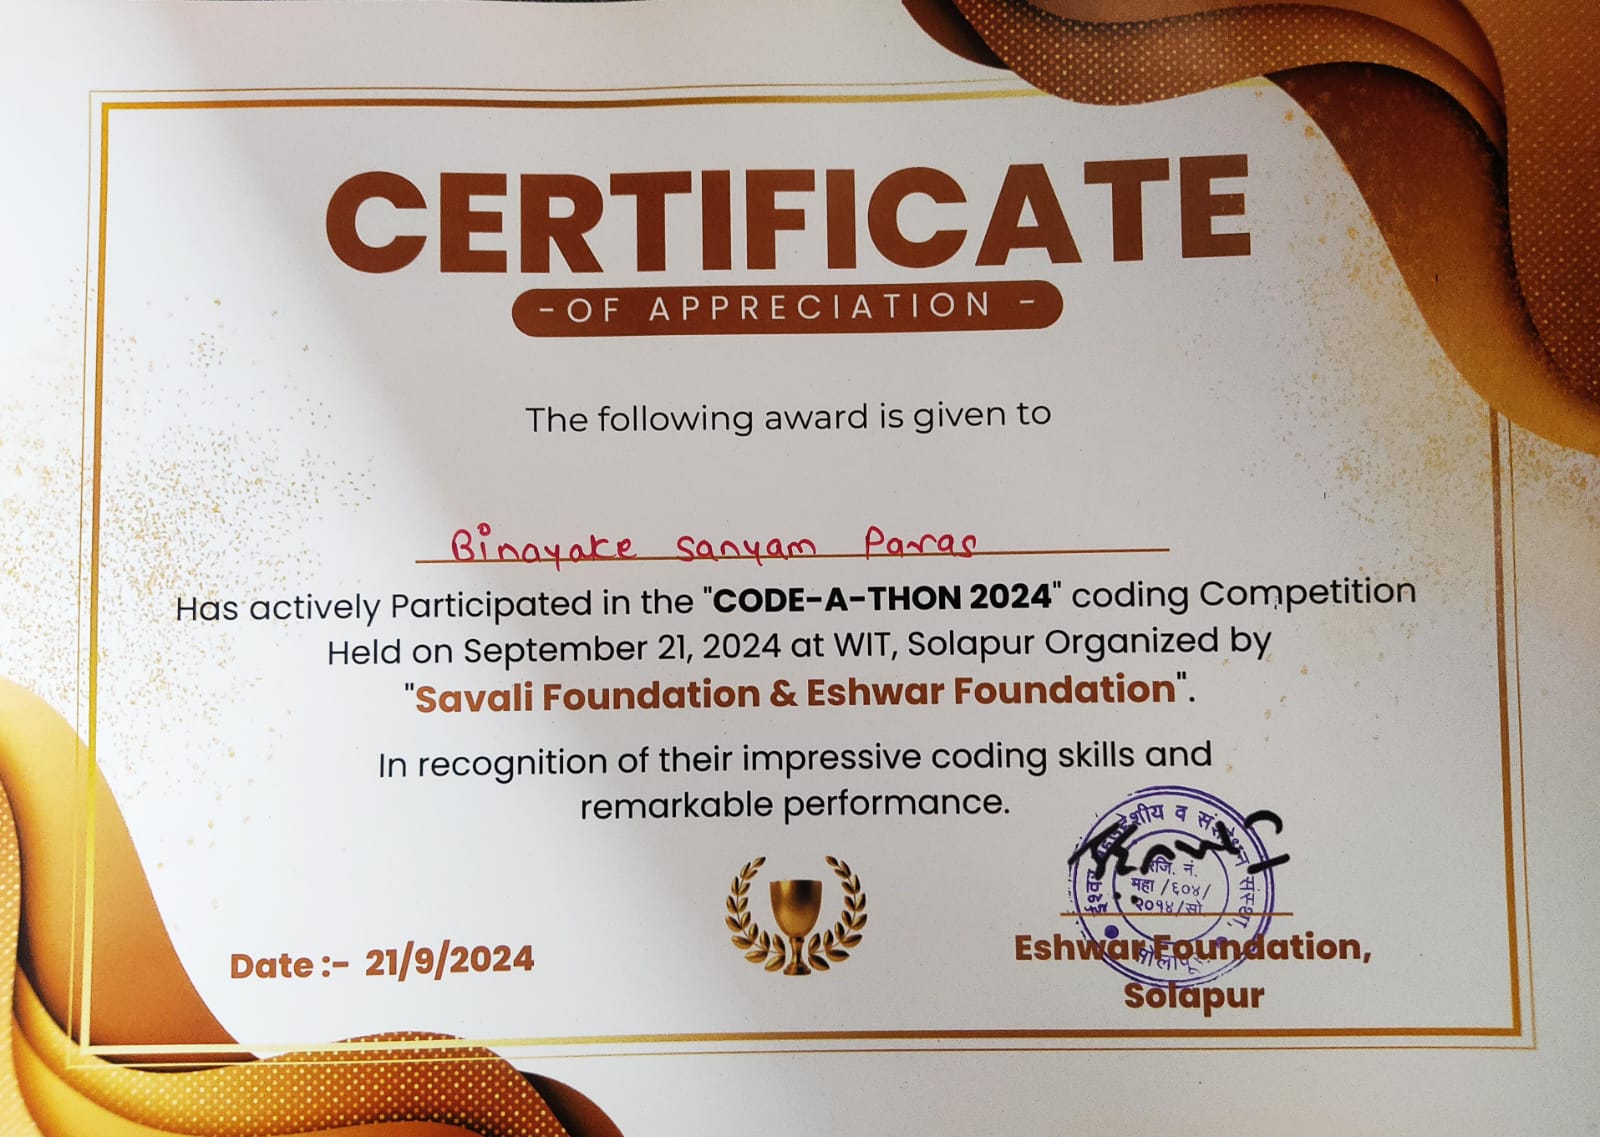 CERTIFICATE
- OF APPRECIATION -
The following award is given to
Binayake Sanyam Paras
Has actively Participated in the "CODE-A-THON 2024" coding Competition
Held on September 21, 2024 at WIT, Solapur Organized by
"Savali Foundation & Eshwar Foundation".
In recognition of their impressive coding skills and
remarkable performance.
रजि. नं.
महा /६०४/
२०१४/सो
Date :- 21/9/2024
Eshwar Foundation,
Solapur